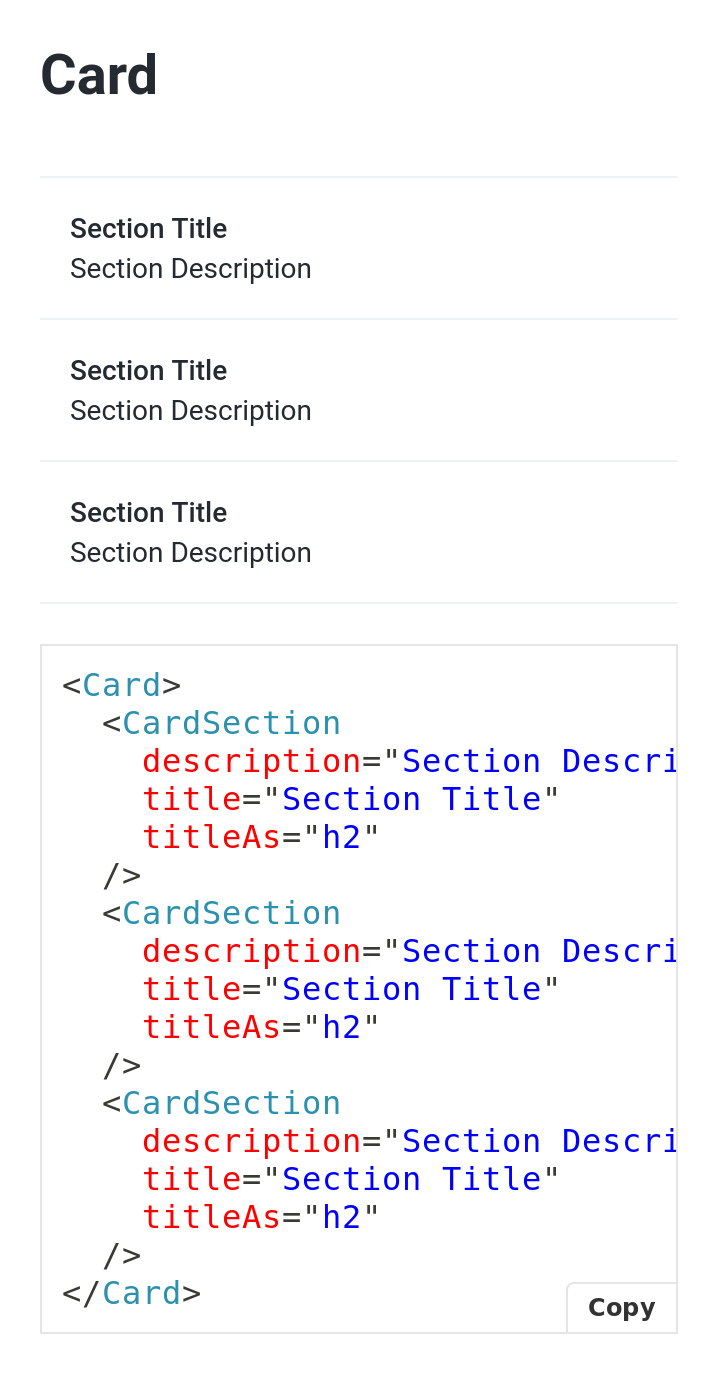 Card
Section Title
Section Description
Section Title
Section Description
Section Title
Section Description
<Card>
  <CardSection
    description="Section Descri
    title="Section Title"
    titleAs="h2"
  />
  <CardSection
    description="Section Descri
    title="Section Title"
    titleAs="h2"
  />
  <CardSection
    description="Section Descri
    title="Section Title"
    titleAs="h2"
  />
</Card>
Copy